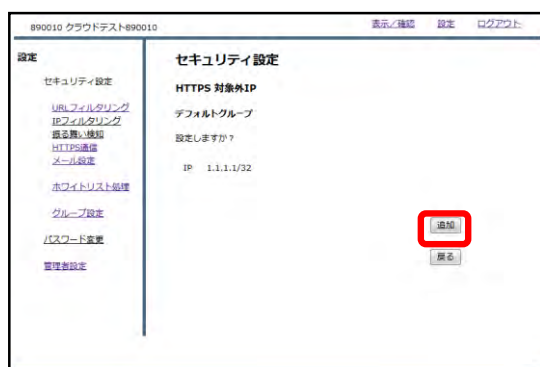 890010 クラウドテスト890010
表示/確認 設定 ログアウト
設定
セキュリティ設定
URLフィルタリング
IPフィルタリング
振る舞い検知
HTTPS通信
メール設定
ホワイトリスト処理
グループ設定
パスワード変更
管理者設定
セキュリティ設定
HTTPS 対象外IP
デフォルトグループ
設定しますか?
IP 1.1.1.1/32
追加
戻る